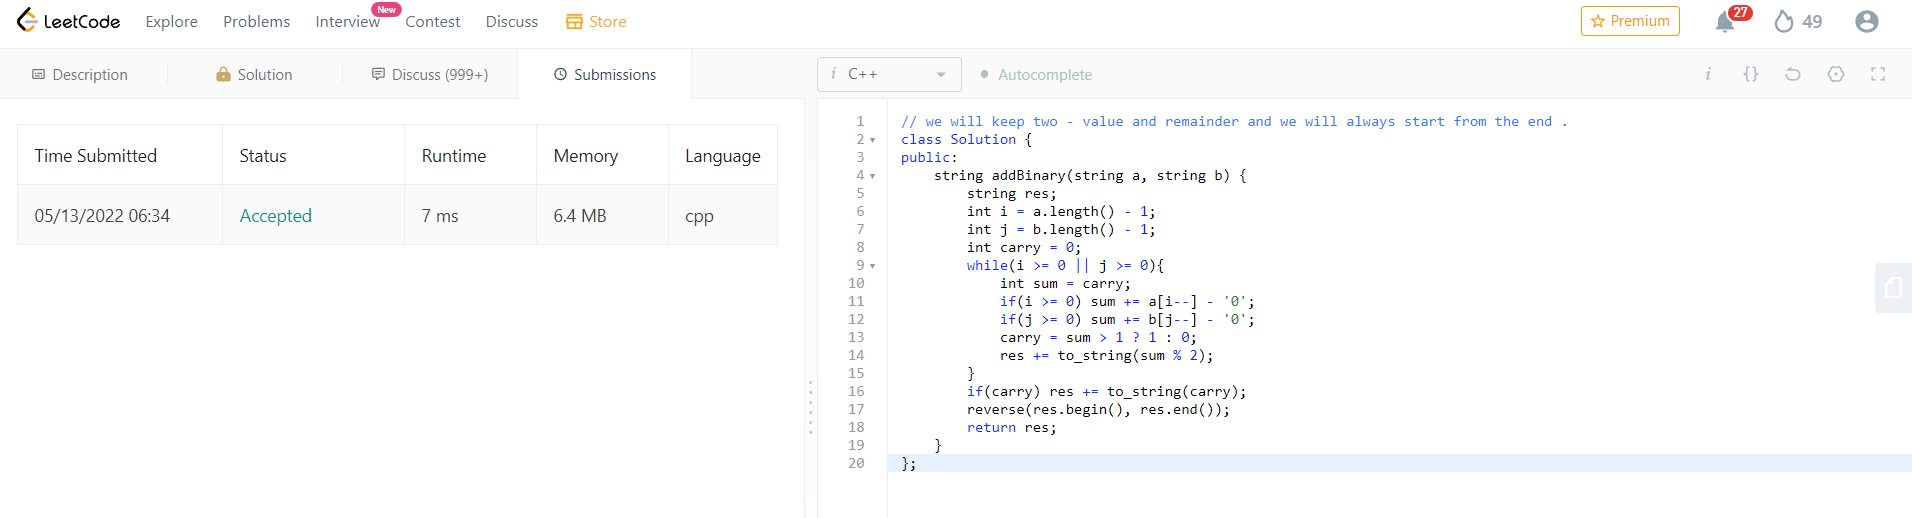 LeetCode Explore Problems Interview New Contest Discuss Store Premium 27 49
Description Solution Discuss (999+) Submissions
i C++ Autocomplete i {}
Time Submitted Status Runtime Memory Language
05/13/2022 06:34 Accepted 7 ms 6.4 MB cpp
1 // we will keep two - value and remainder and we will always start from the end .
2 class Solution {
3 public:
4     string addBinary(string a, string b) {
5         string res;
6         int i = a.length() - 1;
7         int j = b.length() - 1;
8         int carry = 0;
9         while(i >= 0 || j >= 0){
10             int sum = carry;
11             if(i >= 0) sum += a[i--] - '0';
12             if(j >= 0) sum += b[j--] - '0';
13             carry = sum > 1 ? 1 : 0;
14             res += to_string(sum % 2);
15         }
16         if(carry) res += to_string(carry);
17         reverse(res.begin(), res.end());
18         return res;
19     }
20 };